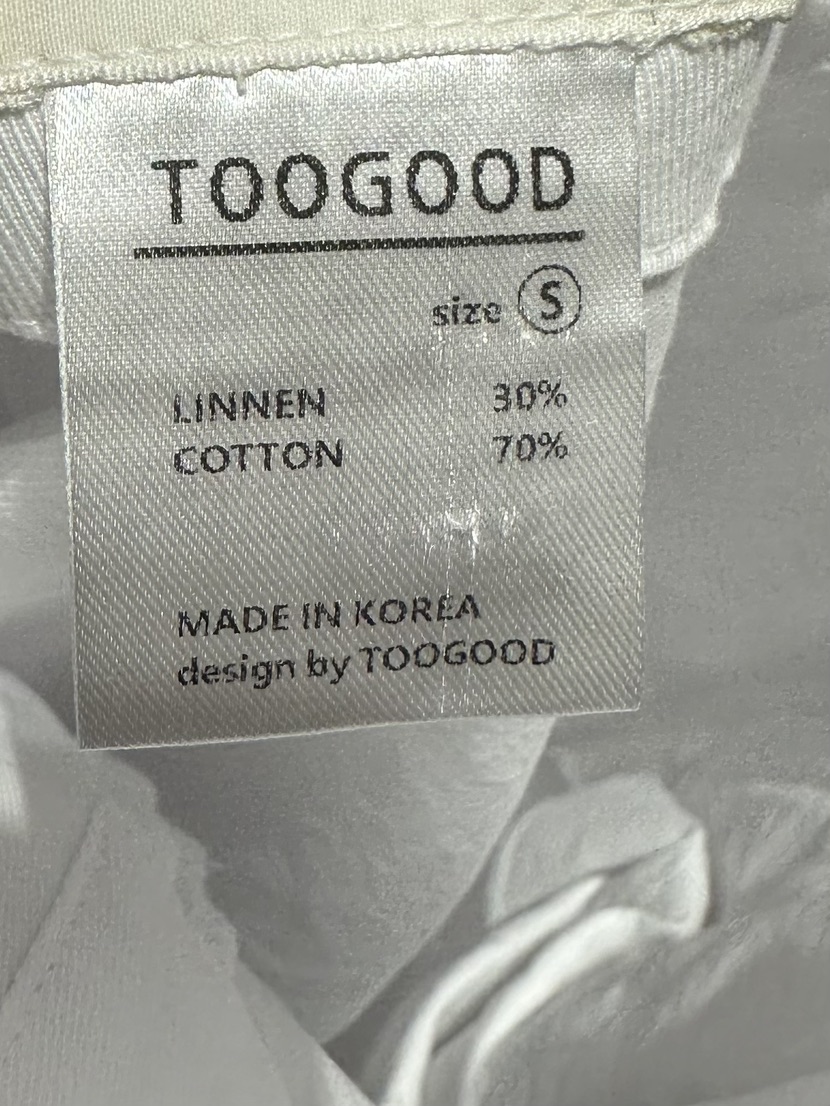 TOOGOOD
size S
LINNEN 30%
COTTON 70%
MADE IN KOREA
design by TOOGOOD